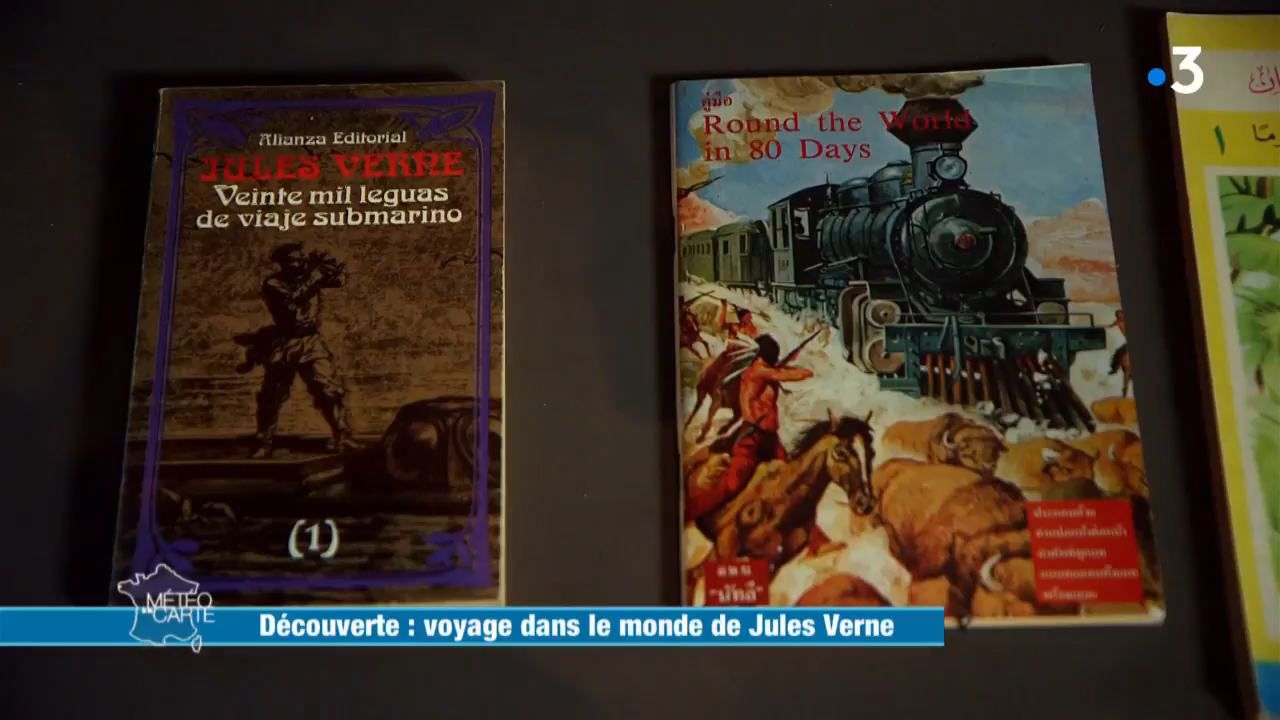 Alianza Editorial
JULES VERNE
Veinte mil leguas
de viaje submarino
(1)
คู่มือ
Round the World
in 80 Days
3
MÉTÉO
CARTE
Découverte : voyage dans le monde de Jules Verne